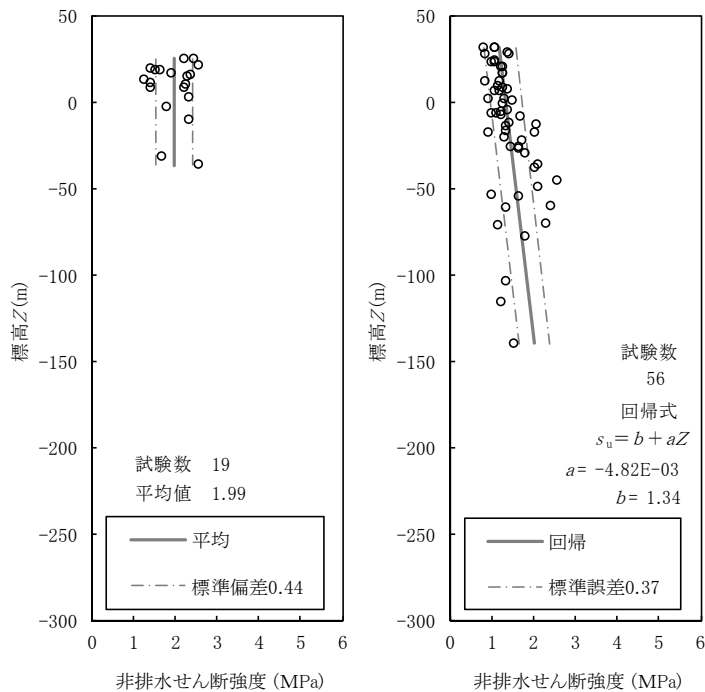 50
0
-50
-100
-150
-200
-250
-300
標高Z(m)
試験数 19
平均値 1.99
平均
標準偏差0.44
0 1 2 3 4 5 6
非排水せん断強度 (MPa)
50
0
-50
-100
-150
-200
-250
-300
標高Z(m)
試験数
56
回帰式
su=b+aZ
a= -4.82E-03
b= 1.34
回帰
標準誤差0.37
0 1 2 3 4 5 6
非排水せん断強度 (MPa)